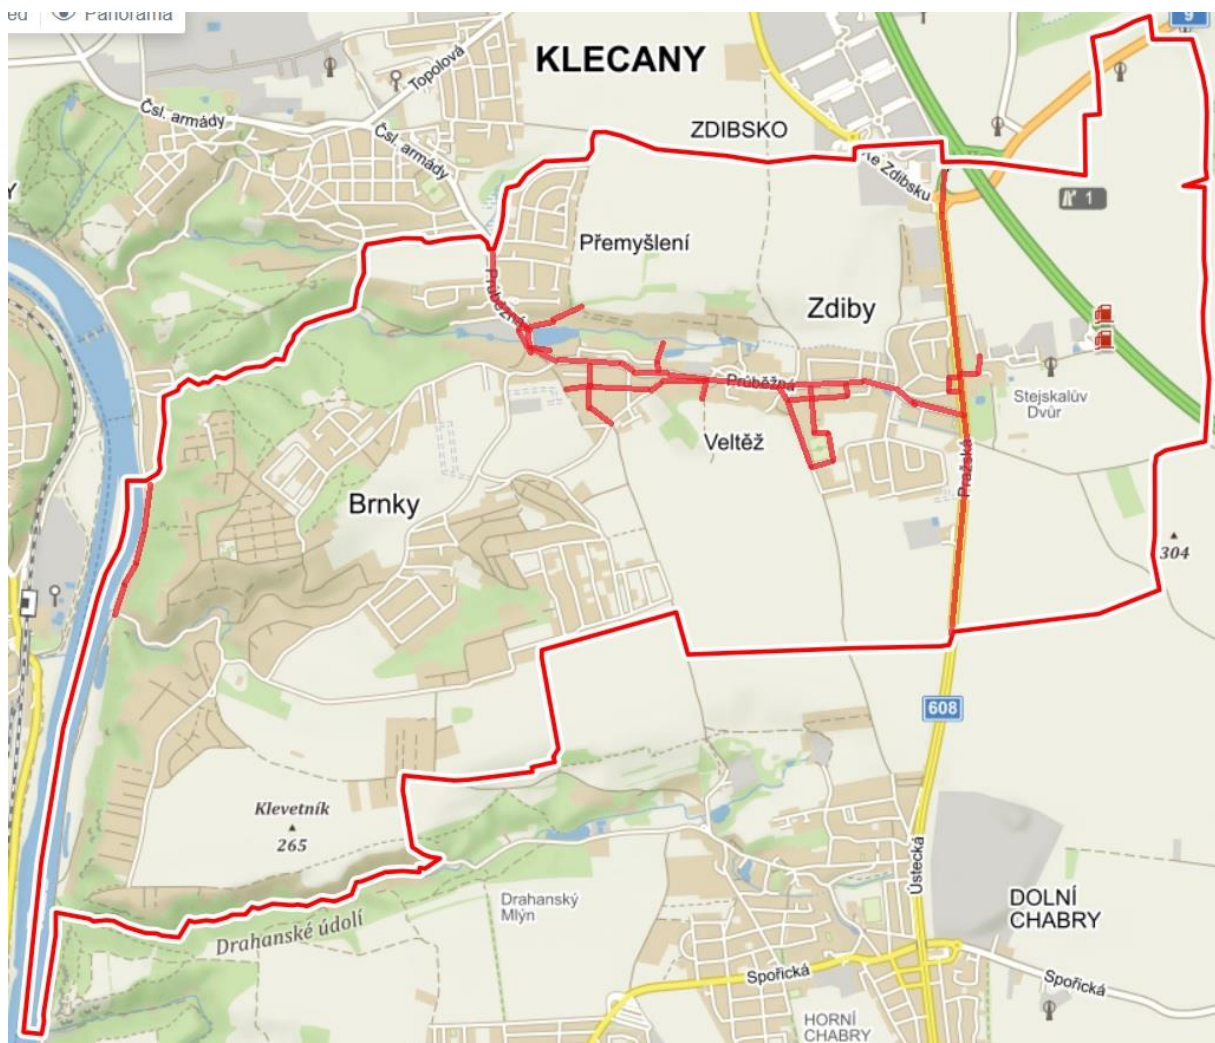 Panorama
9
KLECANY
Topolová
Čsl. armády
ZDIBSKO
Čsl. armády
ne Zdibsku
1
Přemyšlení
Průběžná
Zdiby
Průběžná
Stejskalův
Dvůr
Veltěž
Pražská
Brnky
304
608
Klevetník
265
Ústecká
Drahanský
Mlýn
DOLNÍ
CHABRY
Drahanské údolí
Spořická
Spořická
HORNÍ
CHABRY